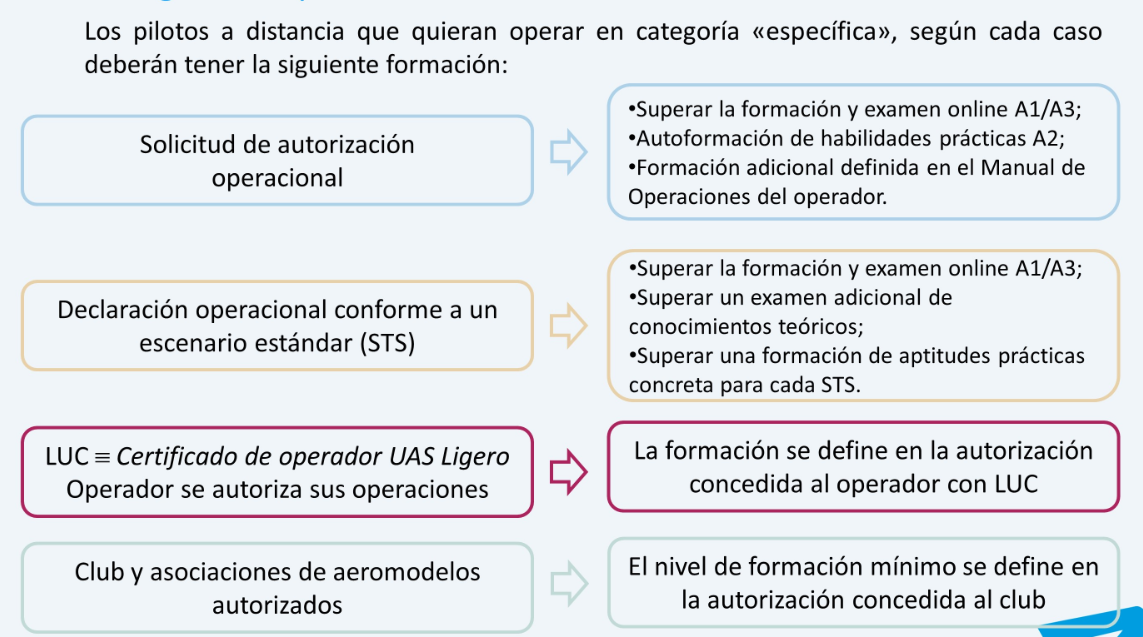 Los pilotos a distancia que quieran operar en categoría «específica», según cada caso
deberán tener la siguiente formación:
Solicitud de autorización
operacional
•Superar la formación y examen online A1/A3;
•Autoformación de habilidades prácticas A2;
•Formación adicional definida en el Manual de
Operaciones del operador.
Declaración operacional conforme a un
escenario estándar (STS)
•Superar la formación y examen online A1/A3;
•Superar un examen adicional de
conocimientos teóricos;
•Superar una formación de aptitudes prácticas
concreta para cada STS.
LUC ≡ Certificado de operador UAS Ligero
Operador se autoriza sus operaciones
La formación se define en la autorización
concedida al operador con LUC
Club y asociaciones de aeromodelos
autorizados
El nivel de formación mínimo se define en
la autorización concedida al club